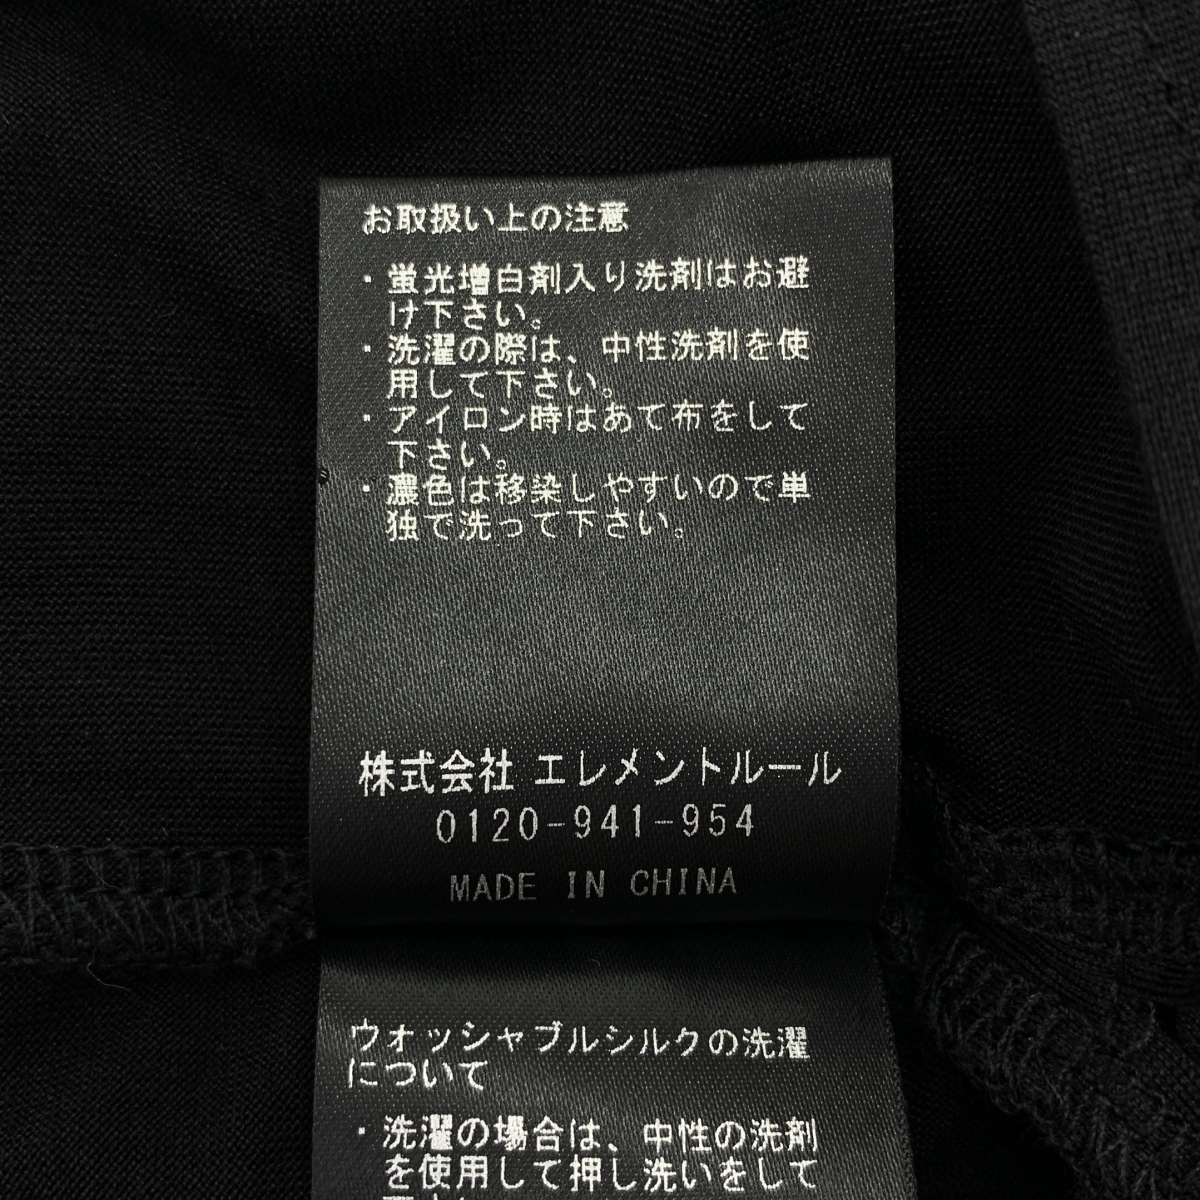 お取扱い上の注意
・蛍光増白剤入り洗剤はお避
け下さい。
・洗濯の際は、中性洗剤を使
用して下さい。
・アイロン時はあて布をして
下さい。
・濃色は移染しやすいので単
独で洗って下さい。
株式会社 エレメントルール
0120-941-954
MADE IN CHINA
ウォッシャブルシルクの洗濯
について
・洗濯の場合は、中性の洗剤
を使用して押し洗いをして